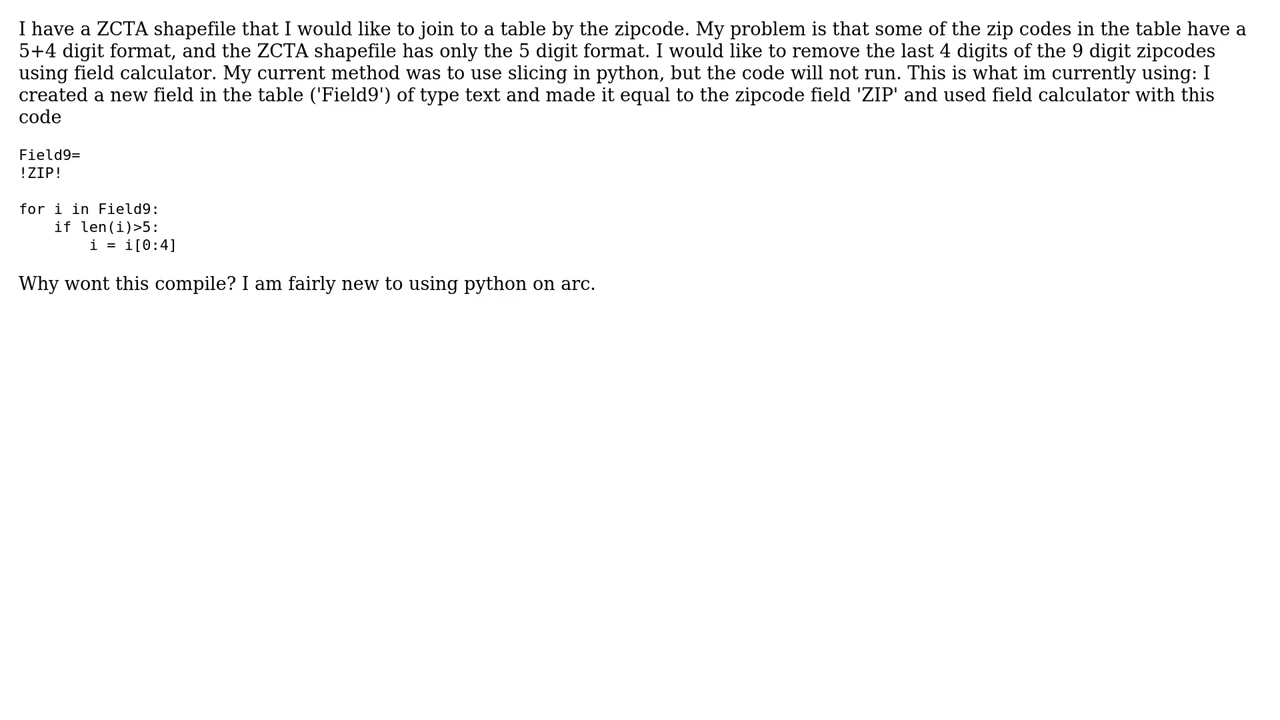 I have a ZCTA shapefile that I would like to join to a table by the zipcode. My problem is that some of the zip codes in the table have a
5+4 digit format, and the ZCTA shapefile has only the 5 digit format. I would like to remove the last 4 digits of the 9 digit zipcodes
using field calculator. My current method was to use slicing in python, but the code will not run. This is what im currently using: I
created a new field in the table ('Field9') of type text and made it equal to the zipcode field 'ZIP' and used field calculator with this
code
Field9=
!ZIP!
for i in Field9:
    if len(i)>5:
        i = i[0:4]
Why wont this compile? I am fairly new to using python on arc.